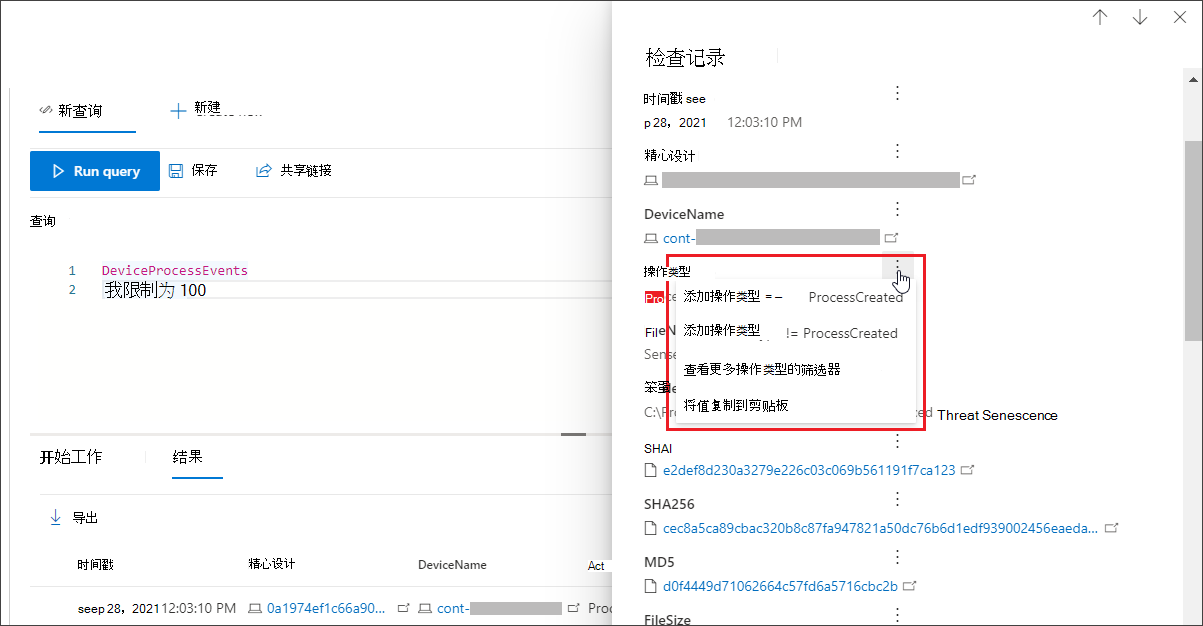 新查询
新建
Run query
保存
共享链接
查询
1 DeviceProcessEvents
2 我限制为 100
开始工作
结果
导出
时间戳
精心设计
DeviceName
Act
seep 28，2021 12:03:10 PM
0a1974ef1c66a90...
cont-
Proc
检查记录
时间戳 see
p 28，2021 12:03:10 PM
精心设计
DeviceName
cont-
操作类型
Proce
添加操作类型 = – ProcessCreated
添加操作类型 != ProcessCreated
FileN
Sense
查看更多操作类型的筛选器
笨重
C:\Pro
将值复制到剪贴板
ed Threat Senescence
SHAI
e2def8d230a3279e226c03c069b561191f7ca123
SHA256
cec8a5ca89cbac320b8c87fa947821a50dc76b6d1edf939002456eaeda...
MD5
d0f4449d71062664c57fd6a5716cbc2b
FileSize